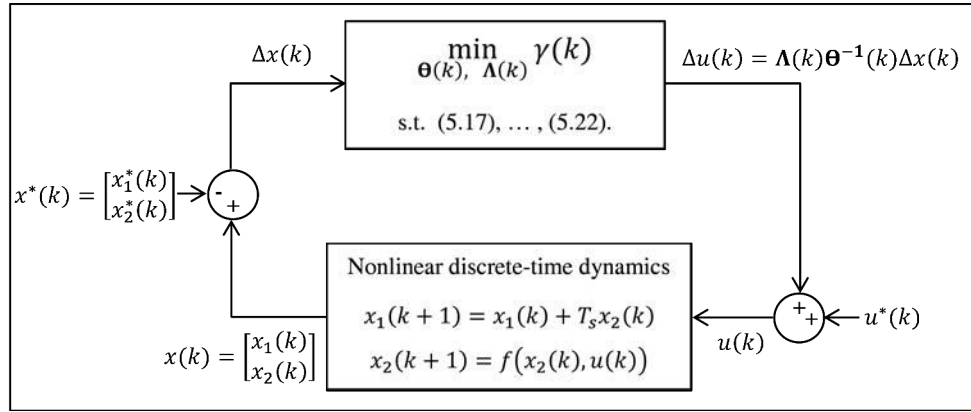 Δx(k)
min γ(k)
Θ(k), Λ(k)
s.t. (5.17), … , (5.22).
Δu(k) = Λ(k)Θ⁻¹(k)Δx(k)
x*(k) = [x₁*(k)
x₂*(k)]
-
+
Nonlinear discrete-time dynamics
x₁(k + 1) = x₁(k) + Tₛx₂(k)
x₂(k + 1) = f(x₂(k), u(k))
+
+
u*(k)
u(k)
x(k) = [x₁(k)
x₂(k)]